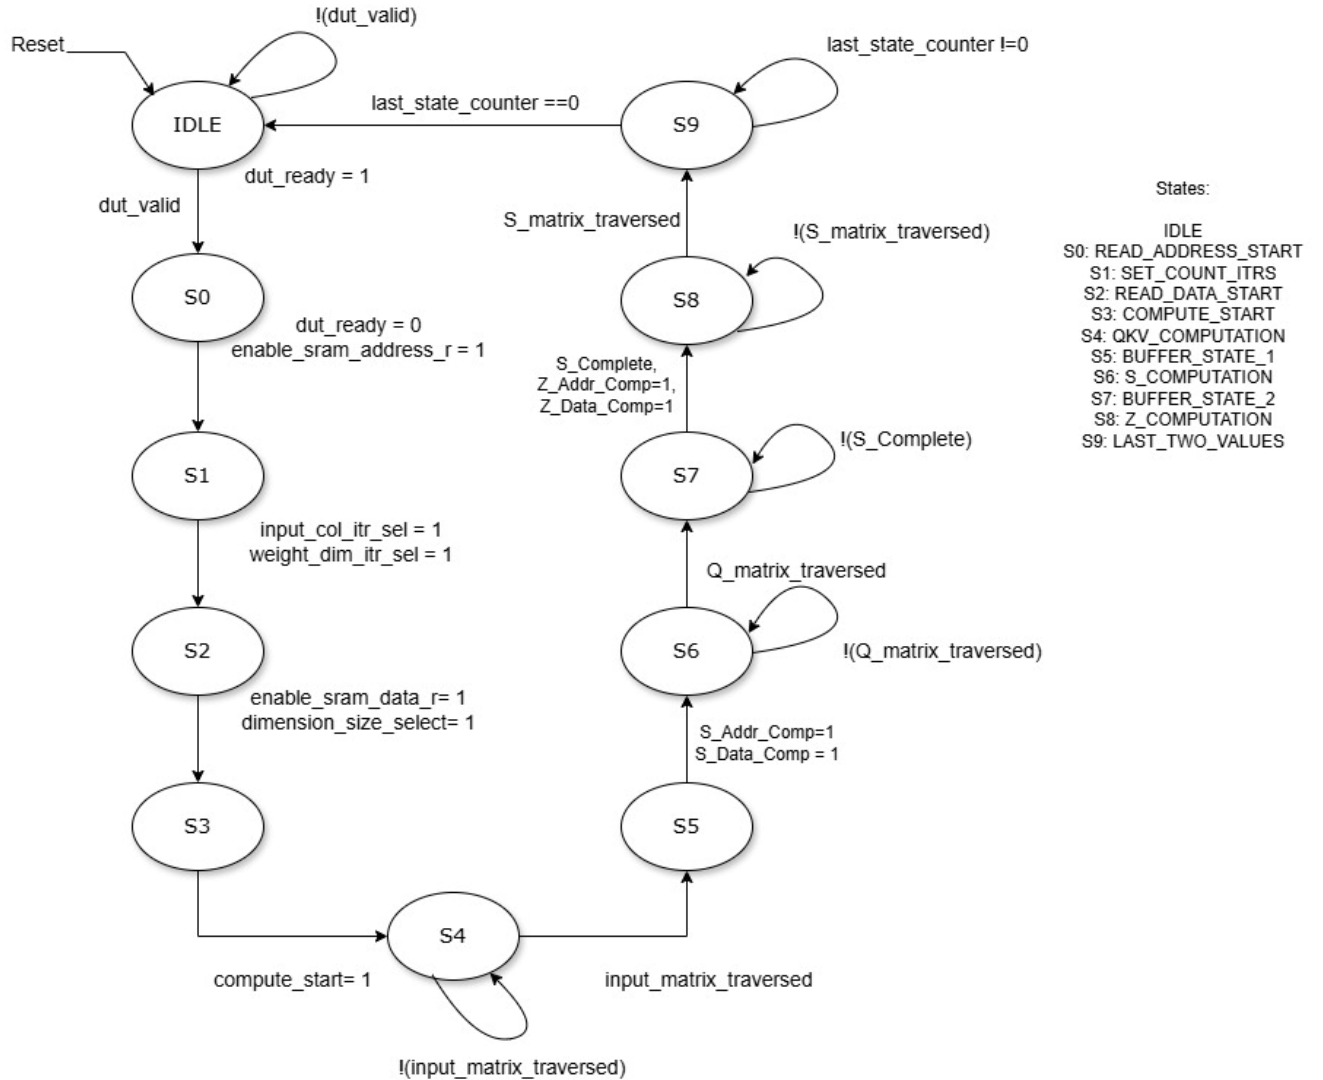 !(dut_valid)
Reset
last_state_counter !=0
last_state_counter ==0
IDLE
S9
dut_ready = 1
dut_valid
S_matrix_traversed
!(S_matrix_traversed)
S0
S8
dut_ready = 0
enable_sram_address_r = 1
S_Complete,
Z_Addr_Comp=1,
Z_Data_Comp=1
!(S_Complete)
S1
S7
input_col_itr_sel = 1
weight_dim_itr_sel = 1
Q_matrix_traversed
S2
S6
!(Q_matrix_traversed)
enable_sram_data_r= 1
dimension_size_select= 1
S_Addr_Comp=1
S_Data_Comp = 1
S3
S5
S4
compute_start= 1
input_matrix_traversed
!(input_matrix_traversed)
States:
IDLE
S0: READ_ADDRESS_START
S1: SET_COUNT_ITRS
S2: READ_DATA_START
S3: COMPUTE_START
S4: QKV_COMPUTATION
S5: BUFFER_STATE_1
S6: S_COMPUTATION
S7: BUFFER_STATE_2
S8: Z_COMPUTATION
S9: LAST_TWO_VALUES